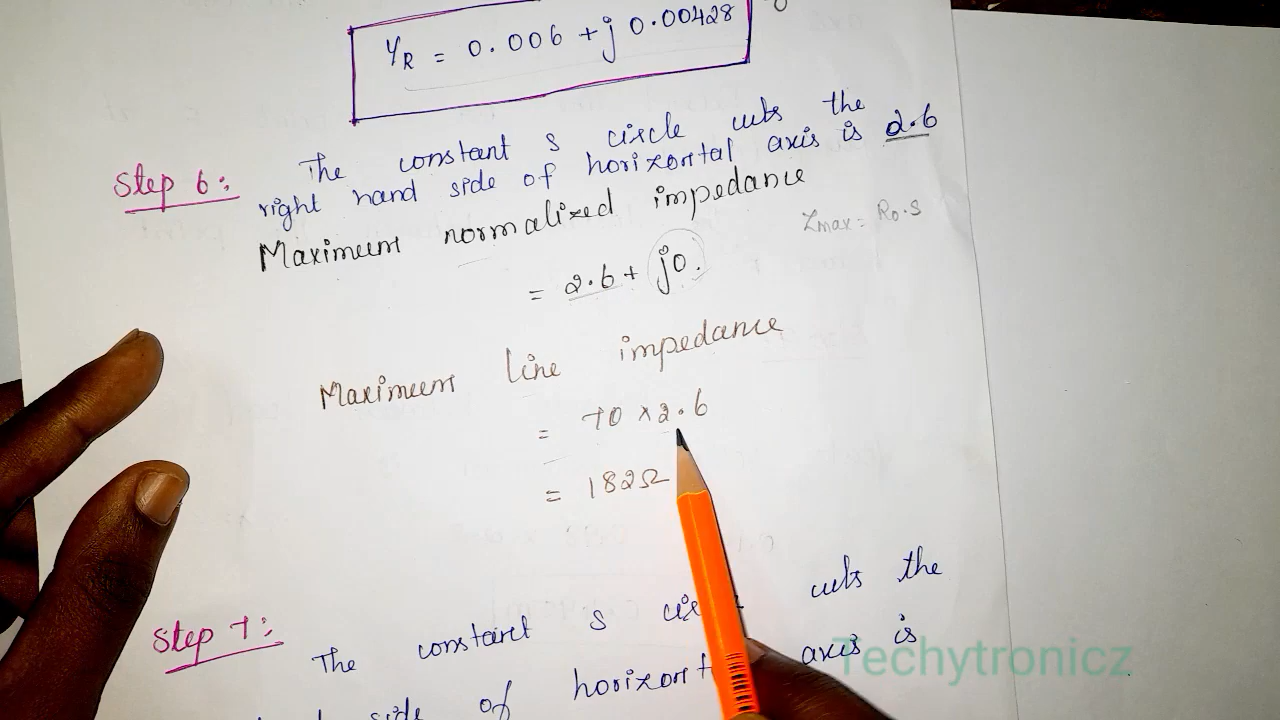 YR = 0.006 + j 0.00428
Step 6: The constant s circle cuts the
right hand side of horizontal axis is 2.6
Maximum normalized impedance
Zmax = R0.S
= 2.6 + j0.
Maximum line impedance
= 70 × 2.6
= 182Ω
Step 7: The constant s cuts the
side of axis is
Techytronicz